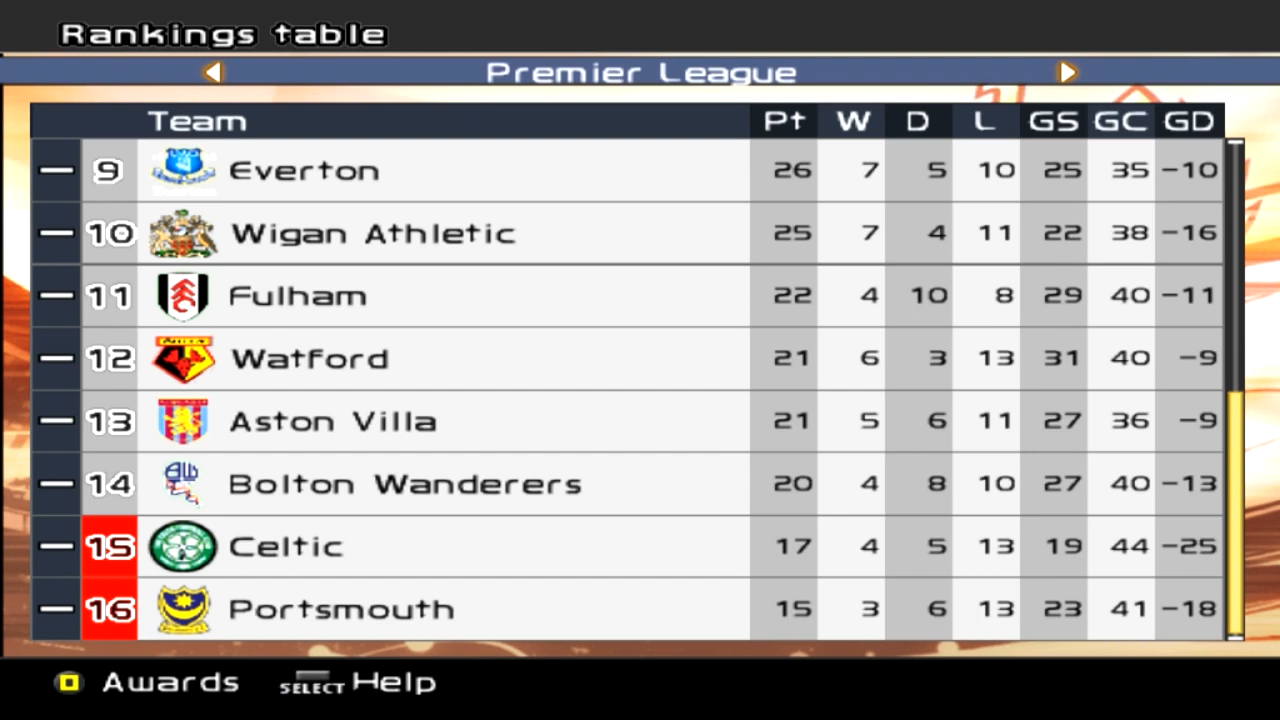 Rankings table
Premier League
Team Pt W D L GS GC GD
9 Everton 26 7 5 10 25 35 -10
10 Wigan Athletic 25 7 4 11 22 38 -16
11 Fulham 22 4 10 8 29 40 -11
12 Watford 21 6 3 13 31 40 -9
13 Aston Villa 21 5 6 11 27 36 -9
14 Bolton Wanderers 20 4 8 10 27 40 -13
15 Celtic 17 4 5 13 19 44 -25
16 Portsmouth 15 3 6 13 23 41 -18
Awards SELECT Help